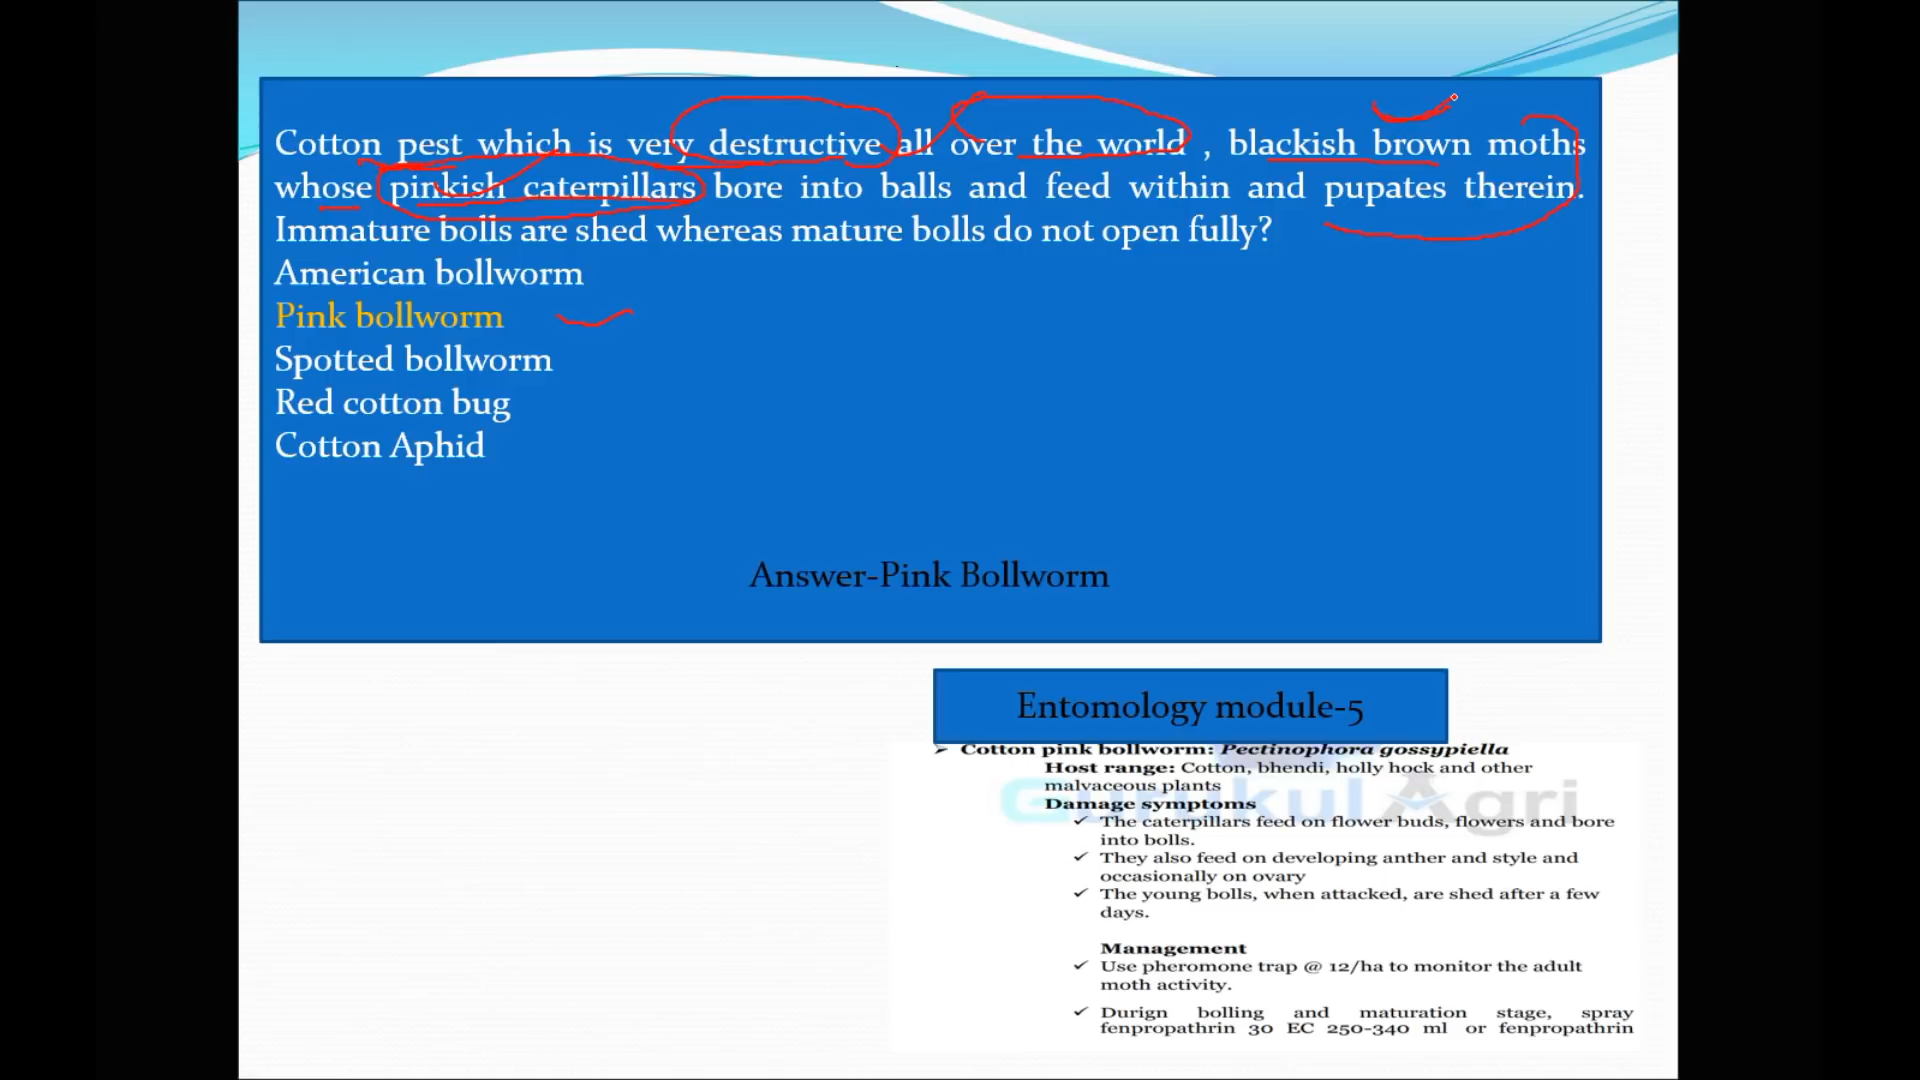 Cotton pest which is very destructive all over the world , blackish brown moths
whose pinkish caterpillars bore into balls and feed within and pupates therein.
Immature bolls are shed whereas mature bolls do not open fully?
American bollworm
Pink bollworm
Spotted bollworm
Red cotton bug
Cotton Aphid
Answer-Pink Bollworm
Entomology module-5
Cotton pink bollworm: Pectinophora gossypiella
Host range: Cotton, bhendi, holly hock and other
malvaceous plants
Gurukul Agri
Damage symptoms
✓ The caterpillars feed on flower buds, flowers and bore
into bolls.
✓ They also feed on developing anther and style and
occasionally on ovary
✓ The young bolls, when attacked, are shed after a few
days.
Management
✓ Use pheromone trap @ 12/ha to monitor the adult
moth activity.
✓ Durign bolling and maturation stage, spray
fenpropathrin 30 EC 250-340 ml or fenpropathrin